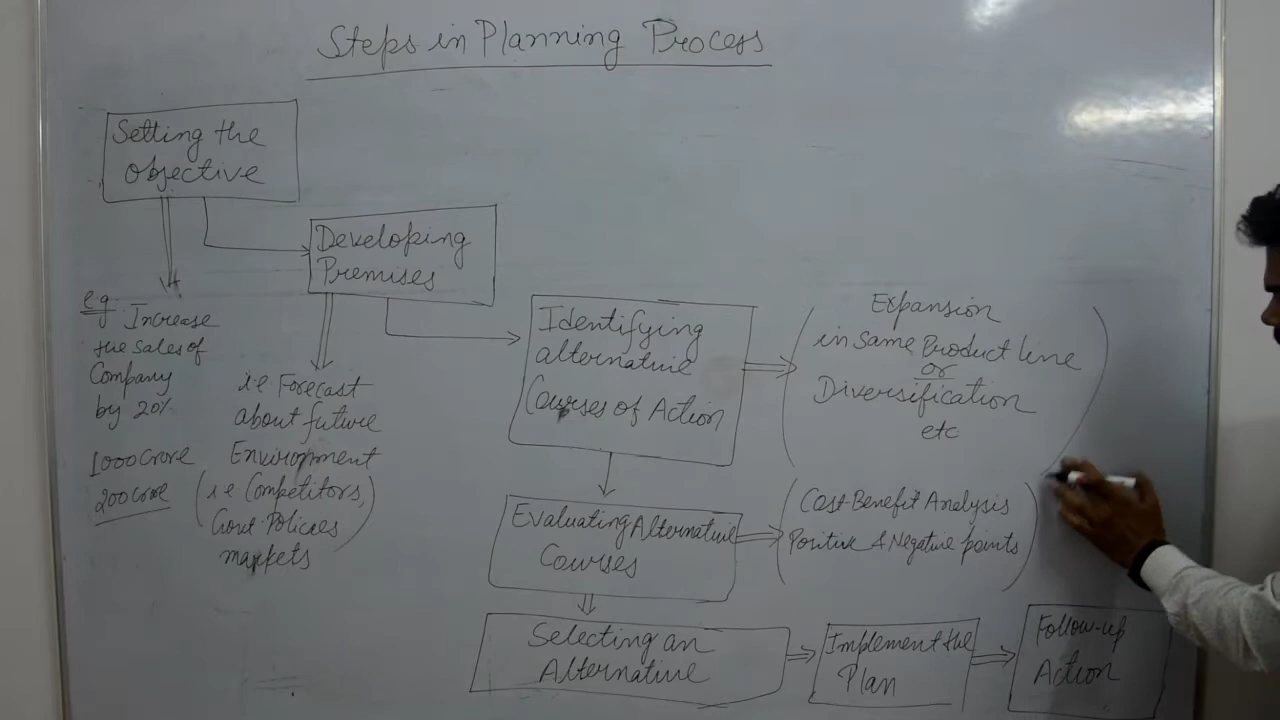 Steps in Planning Process
Setting the
objective
Developing
Premises
e.g. Increase
the sales of
Company
by 20%
1000 Crore
200 Crore
i.e Forecast
about future
Environment
(i.e Competitors,
Govt. Policies
markets)
Identifying
alternative
Courses of Action
(Expansion
in Same Product line
or
Diversification
etc)
Evaluating Alternative
Courses
(Cost Benefit Analysis
Positive & Negative points)
Selecting an
Alternative
Implement the
Plan
Follow-up
Action